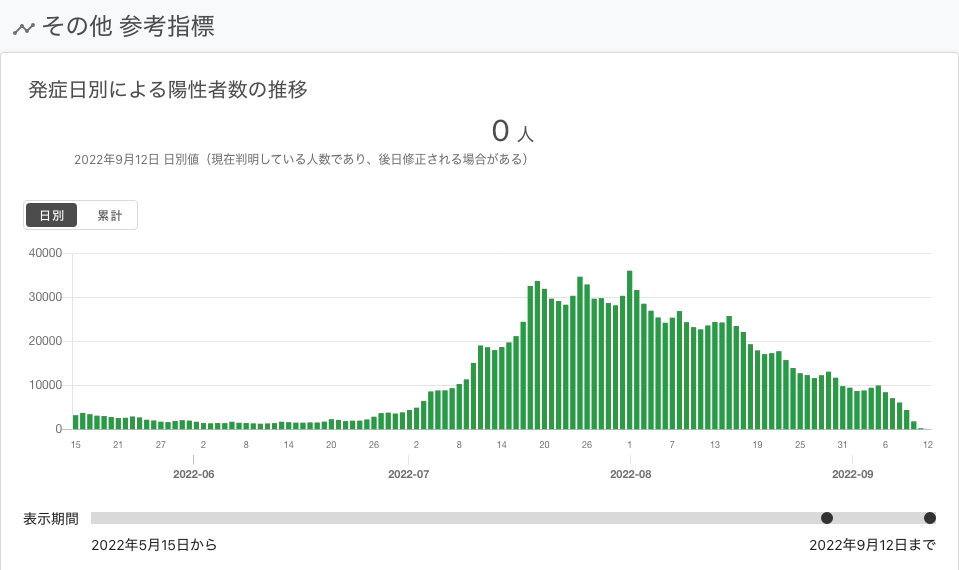 その他 参考指標
発症日別による陽性者数の推移
0 人
2022年9月12日 日別値（現在判明している人数であり、後日修正される場合がある）
日別 累計
40000
30000
20000
10000
0
15 21 27 2 8 14 20 26 2 8 14 20 26 1 7 13 19 25 31 6 12
2022-06 2022-07 2022-08 2022-09
表示期間
2022年5月15日から 2022年9月12日まで